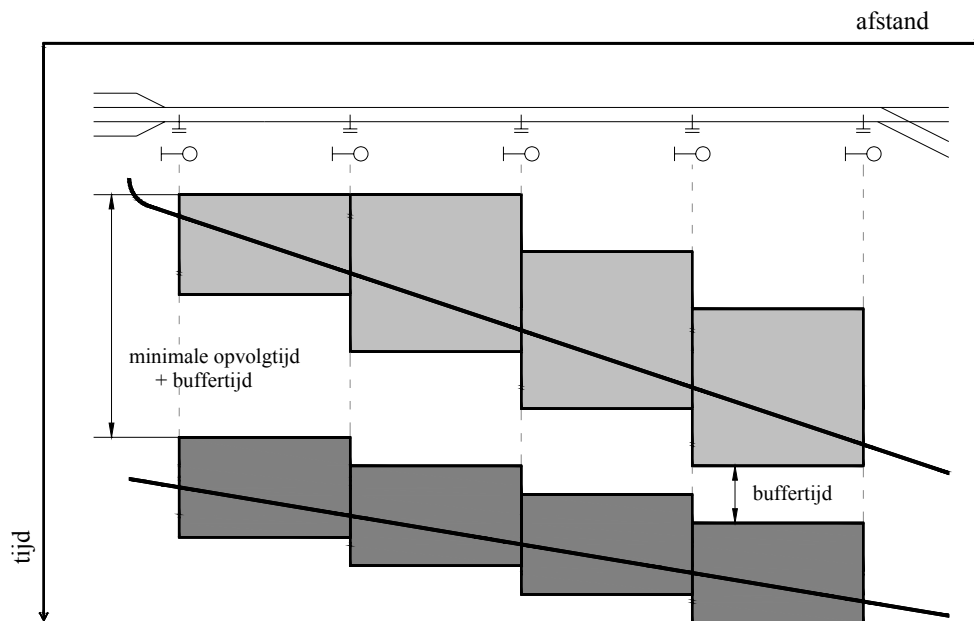 afstand
minimale opvolgtijd
+ buffertijd
buffertijd
tijd